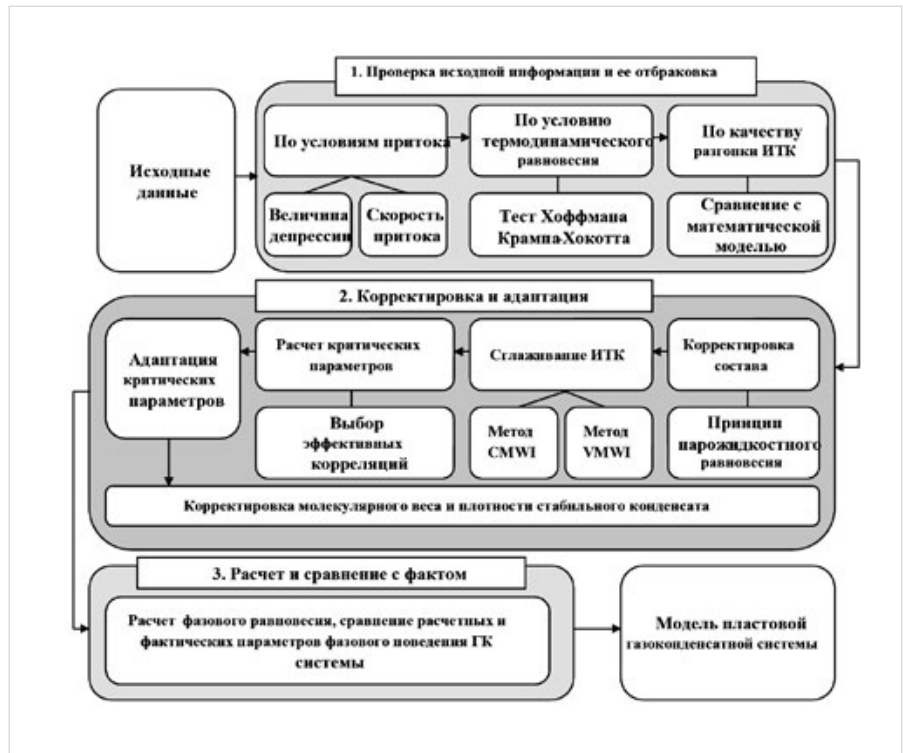 1. Проверка исходной информации и ее отбраковка
Исходные
данные
По условиям притока
По условию
термодинамического
равновесия
По качеству
разгонки ИТК
Величина
депрессии
Скорость
притока
Тест Хоффмана
Крампа-Хокотта
Сравнение с
математической
моделью
2. Корректировка и адаптация
Адаптация
критических
параметров
Расчет критических
параметров
Сглаживание ИТК
Корректировка
состава
Выбор
эффективных
корреляций
Метод
CMWI
Метод
VMWI
Принцип
парожидкостного
равновесия
Корректировка молекулярного веса и плотности стабильного конденсата
3. Расчет и сравнение с фактом
Расчет фазового равновесия, сравнение расчетных и
фактических параметров фазового поведения ГК
системы
Модель пластовой
газоконденсатной системы